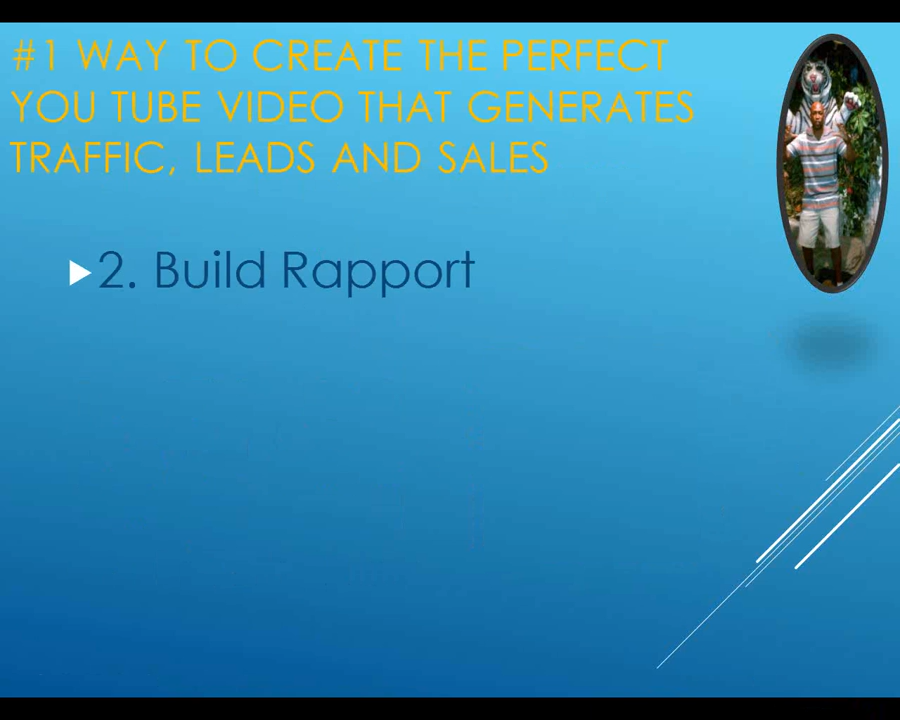 #1 WAY TO CREATE THE PERFECT
YOU TUBE VIDEO THAT GENERATES
TRAFFIC, LEADS AND SALES
2. Build Rapport